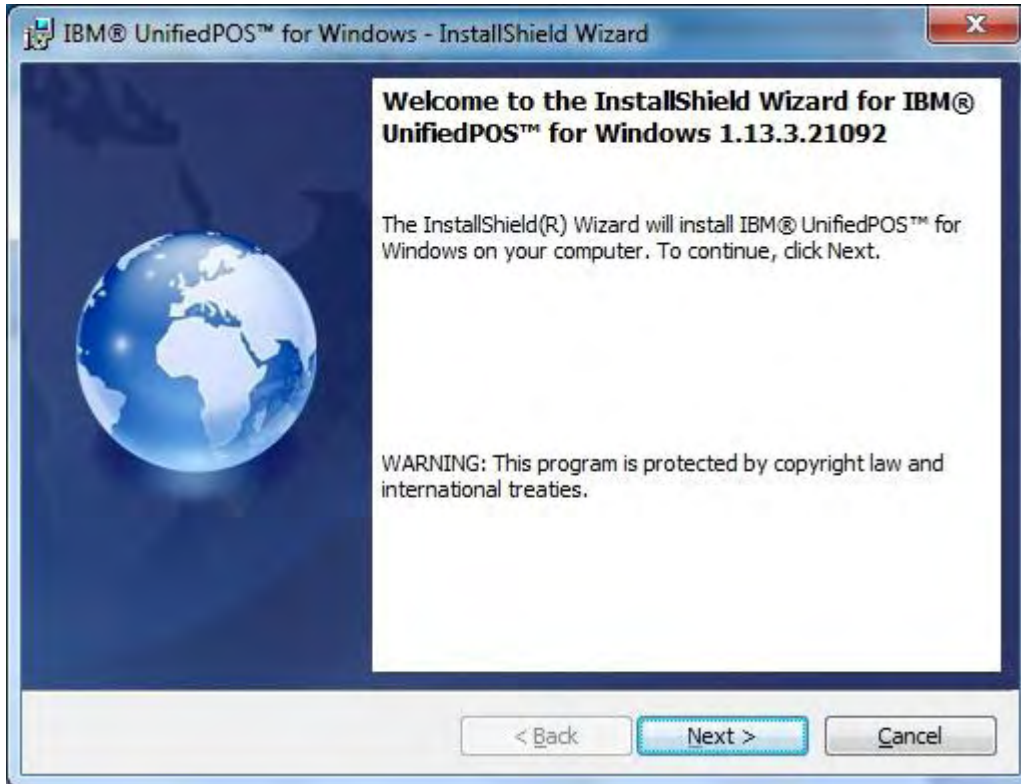 IBM® UnifiedPOS™ for Windows - InstallShield Wizard
Welcome to the InstallShield Wizard for IBM®
UnifiedPOS™ for Windows 1.13.3.21092
The InstallShield(R) Wizard will install IBM® UnifiedPOS™ for
Windows on your computer. To continue, click Next.
WARNING: This program is protected by copyright law and
international treaties.
< Back Next > Cancel